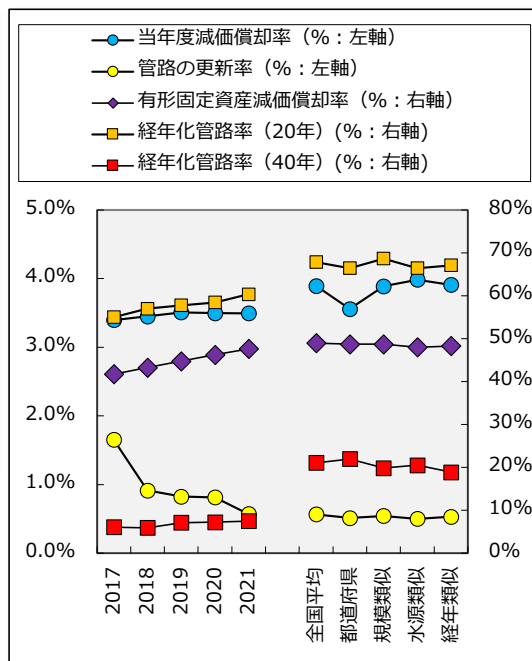 当年度減価償却率（%：左軸）
管路の更新率（%：左軸）
有形固定資産減価償却率（%：右軸）
経年化管路率（20年）(%：右軸)
経年化管路率（40年）(%：右軸)
5.0%
4.0%
3.0%
2.0%
1.0%
0.0%
80%
70%
60%
50%
40%
30%
20%
10%
0%
2017
2018
2019
2020
2021
全国平均
都道府県
規模類似
水源類似
経年類似